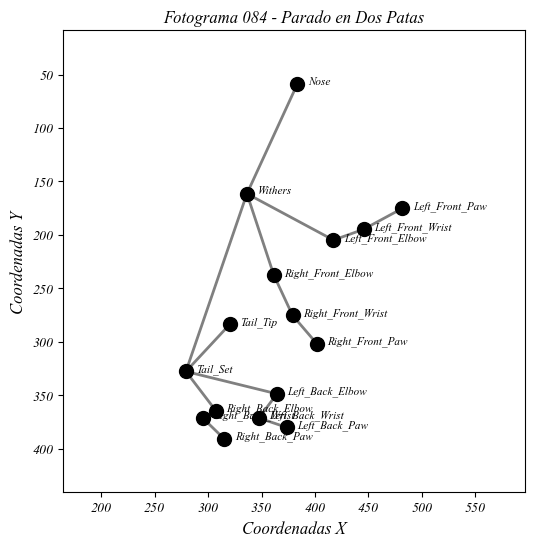 Fotograma 084 - Parado en Dos Patas
Coordenadas Y
50
100
150
200
250
300
350
400
Nose
Withers
Left_Front_Paw
Left_Front_Wrist
Left_Front_Elbow
Right_Front_Elbow
Right_Front_Wrist
Tail_Tip
Right_Front_Paw
Tail_Set
Left_Back_Elbow
Right_Back_Elbow
Right_Back_Wrist
Left_Back_Wrist
Left_Back_Paw
Right_Back_Paw
200 250 300 350 400 450 500 550
Coordenadas X